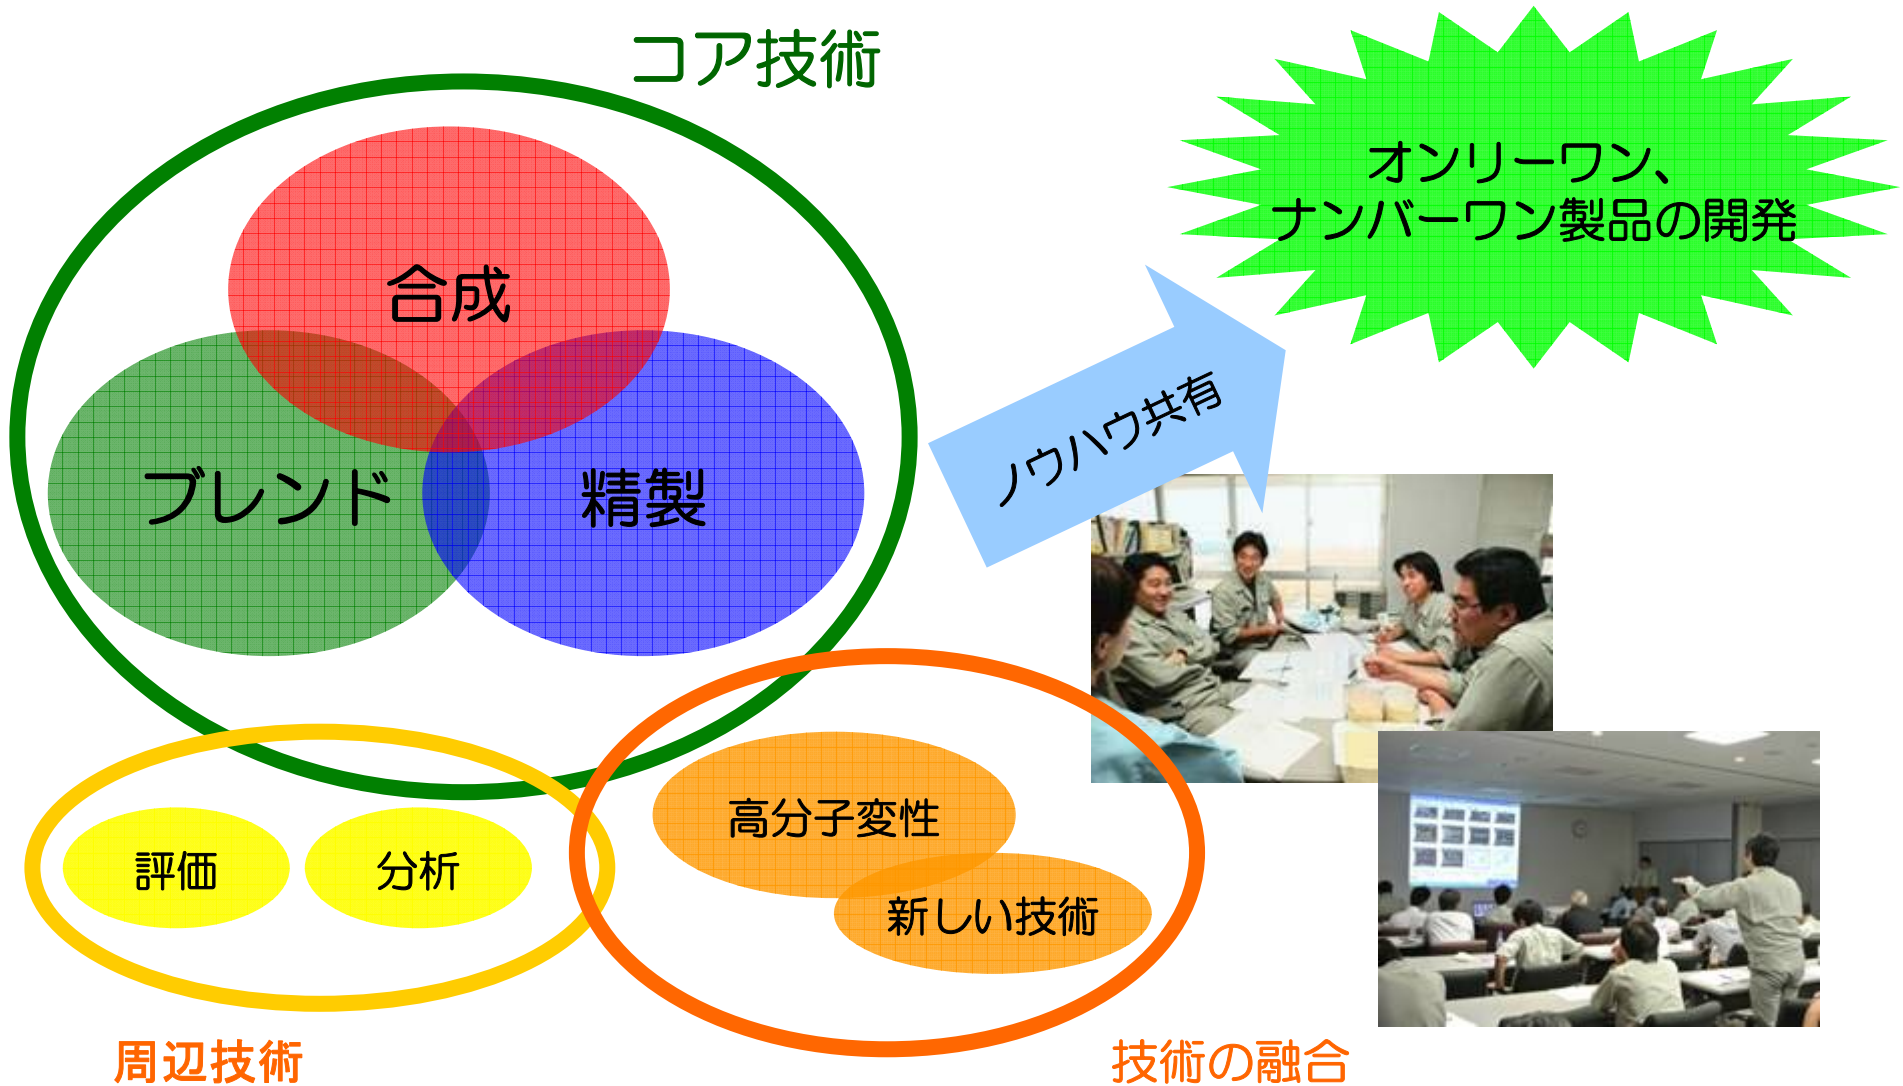 コア技術
オンリーワン、
ナンバーワン製品の開発
合成
ブレンド
精製
ノウハウ共有
高分子変性
新しい技術
評価
分析
周辺技術
技術の融合